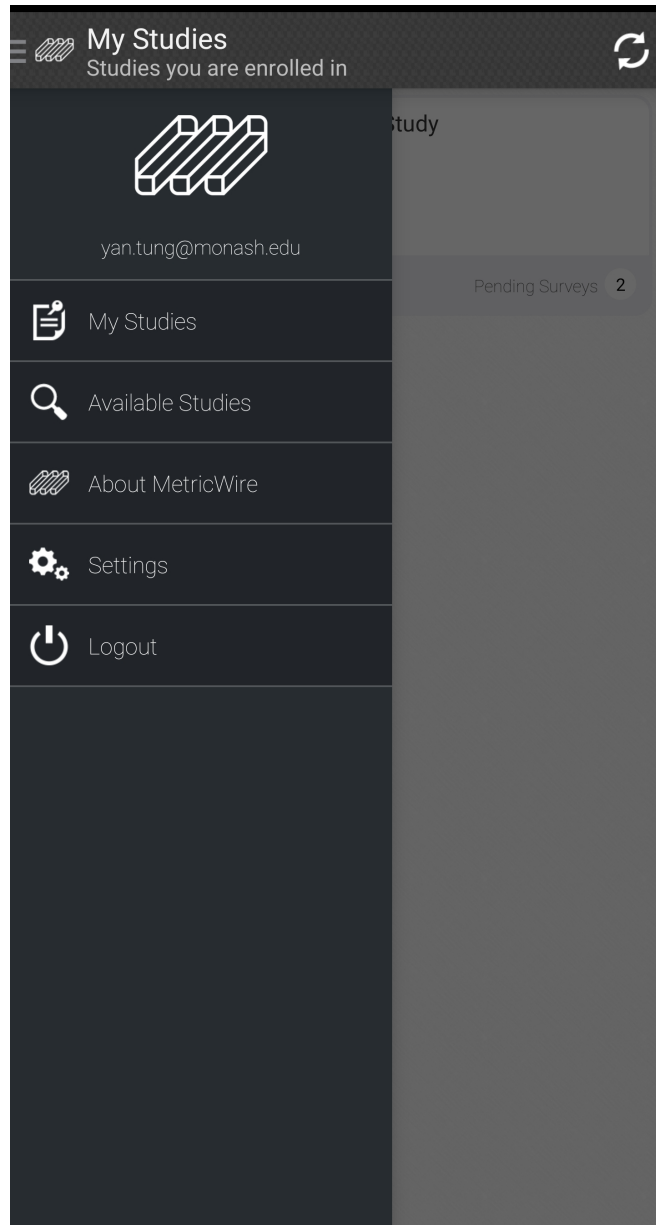 My Studies
Studies you are enrolled in
Study
yan.tung@monash.edu
Pending Surveys 2
My Studies
Available Studies
About MetricWire
Settings
Logout